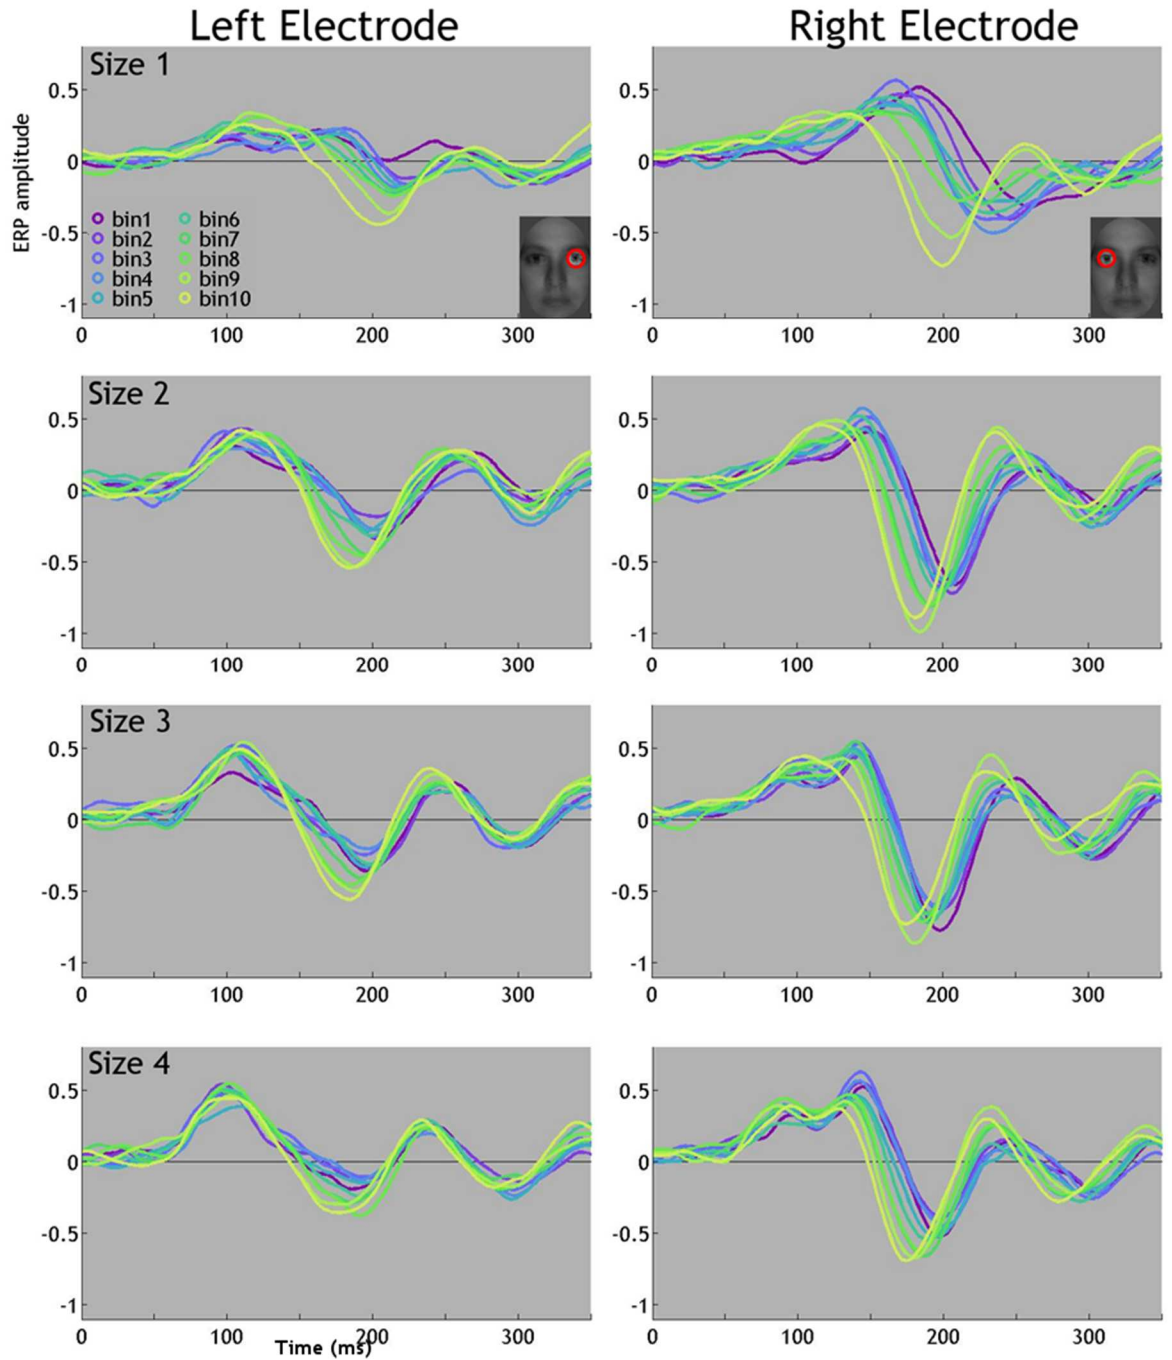 Left Electrode
Right Electrode
Size 1
0.5
0
-0.5
-1
ERP amplitude
bin1
bin2
bin3
bin4
bin5
bin6
bin7
bin8
bin9
bin10
0 100 200 300
0.5
0
-0.5
-1
0 100 200 300
Size 2
0.5
0
-0.5
-1
0 100 200 300
0.5
0
-0.5
-1
0 100 200 300
Size 3
0.5
0
-0.5
-1
0 100 200 300
0.5
0
-0.5
-1
0 100 200 300
Size 4
0.5
0
-0.5
-1
0 100 200 300
Time (ms)
0.5
0
-0.5
-1
0 100 200 300